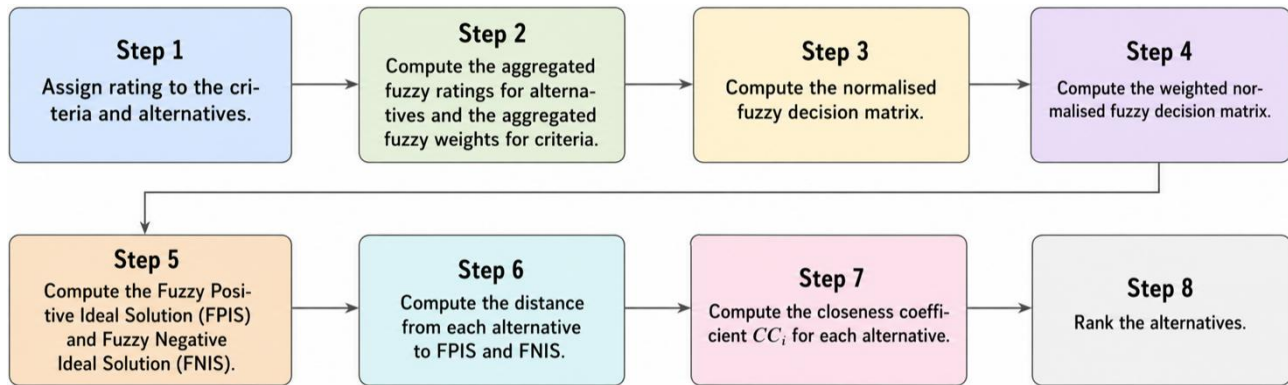 Step 1
Assign rating to the cri-
teria and alternatives.
Step 2
Compute the aggregated
fuzzy ratings for alterna-
tives and the aggregated
fuzzy weights for criteria.
Step 3
Compute the normalised
fuzzy decision matrix.
Step 4
Compute the weighted nor-
malised fuzzy decision matrix.
Step 5
Compute the Fuzzy Posi-
tive Ideal Solution (FPIS)
and Fuzzy Negative
Ideal Solution (FNIS).
Step 6
Compute the distance
from each alternative
to FPIS and FNIS.
Step 7
Compute the closeness coeffi-
cient CCᵢ for each alternative.
Step 8
Rank the alternatives.